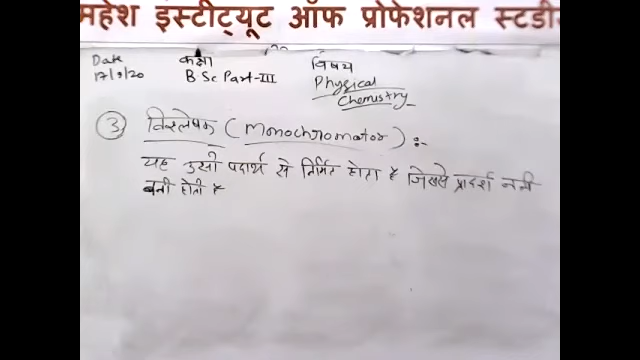 महेश इंस्टीट्यूट ऑफ प्रोफेशनल स्टडी
Date कक्षा विषय
17/9/20 B.Sc Part-III Physical
Chemistry
③ विश्लेषक (Monochromator) :-
यह उसी पदार्थ से निर्मित होता है जिससे प्रादर्श नली
बनी होती है